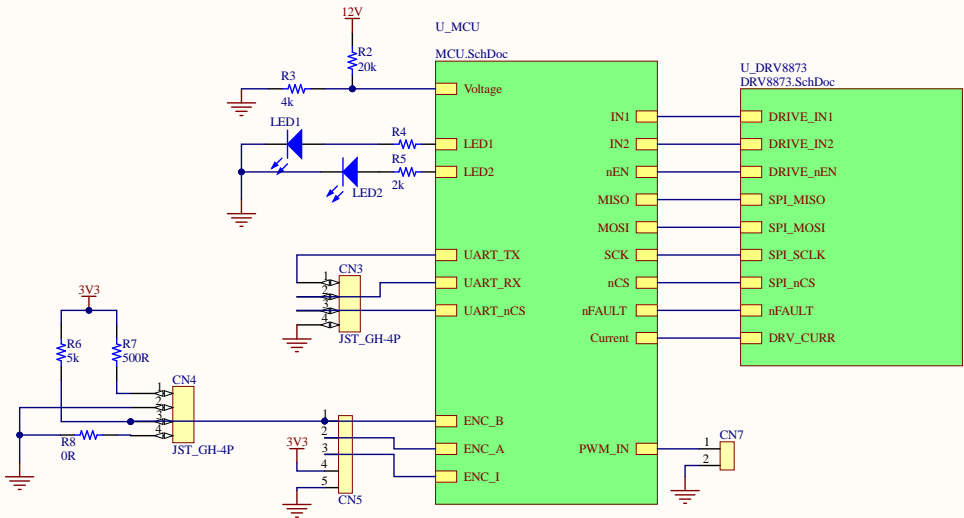 12V
U_MCU
R2
20k
MCU.SchDoc
U_DRV8873
DRV8873.SchDoc
R3
4k
Voltage
IN1
DRIVE_IN1
LED1
R4
LED1
IN2
DRIVE_IN2
R5
2k
LED2
LED2
nEN
DRIVE_nEN
MISO
SPI_MISO
MOSI
SPI_MOSI
UART_TX
SCK
SPI_SCLK
CN3
1
2
3
4
JST_GH-4P
UART_RX
nCS
SPI_nCS
UART_nCS
nFAULT
nFAULT
Current
DRV_CURR
3V3
R6
5k
R7
500R
CN4
1
2
3
4
JST_GH-4P
R8
0R
1
2
3
4
5
3V3
CN5
ENC_B
ENC_A
ENC_I
PWM_IN
CN7
1
2